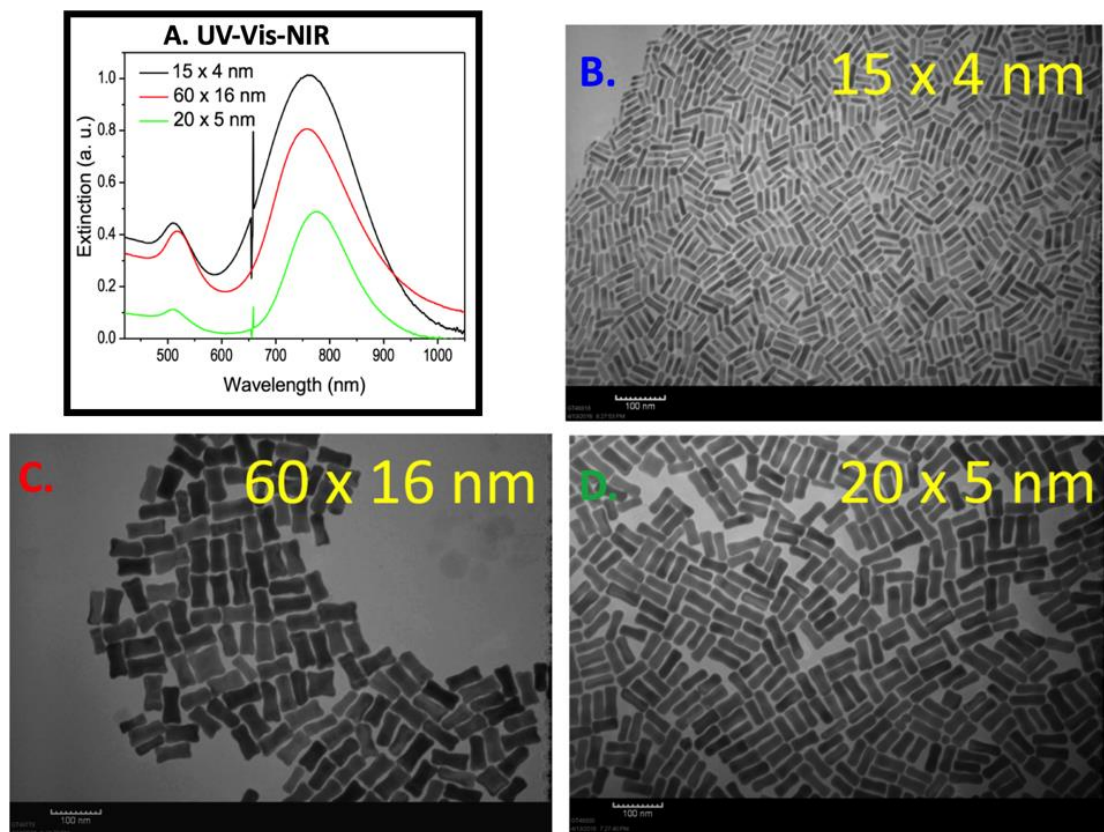 A. UV-Vis-NIR
15 x 4 nm
60 x 16 nm
20 x 5 nm
Extinction (a. u.)
1.0
0.8
0.6
0.4
0.2
0.0
500
600
700
800
900
1000
Wavelength (nm)
B.
15 x 4 nm
100 nm
C.
60 x 16 nm
100 nm
D.
20 x 5 nm
100 nm